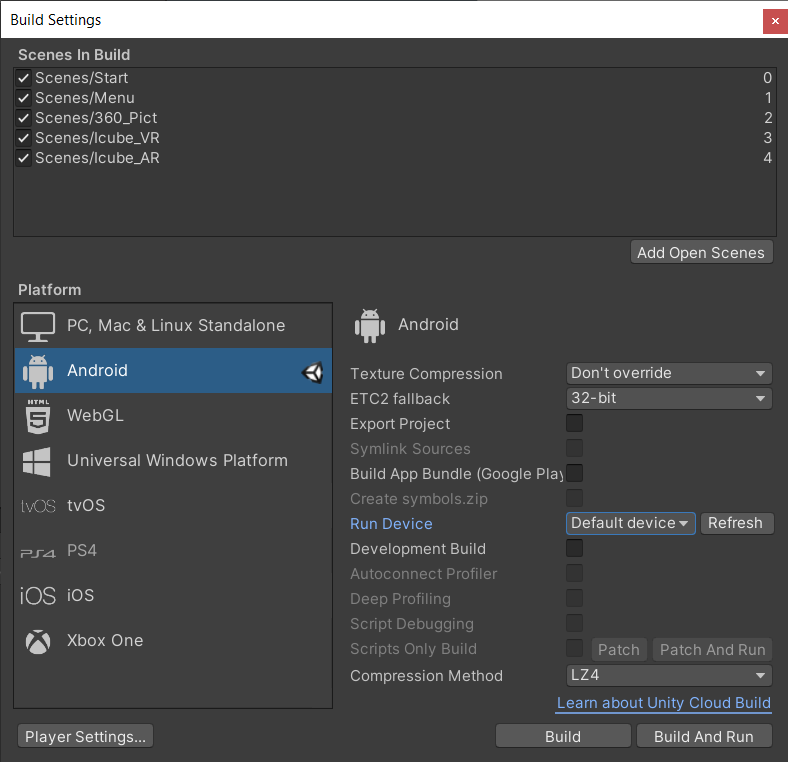 Build Settings
Scenes In Build
Scenes/Start 0
Scenes/Menu 1
Scenes/360_Pict 2
Scenes/Icube_VR 3
Scenes/Icube_AR 4
Add Open Scenes
Platform
PC, Mac & Linux Standalone
Android
HTML
5
WebGL
Universal Windows Platform
tvOS tvOS
PS4 PS4
iOS iOS
Xbox One
Android
Texture Compression Don't override
ETC2 fallback 32-bit
Export Project
Symlink Sources
Build App Bundle (Google Play
Create symbols.zip
Run Device Default device Refresh
Development Build
Autoconnect Profiler
Deep Profiling
Script Debugging
Scripts Only Build Patch Patch And Run
Compression Method LZ4
Learn about Unity Cloud Build
Player Settings... Build Build And Run